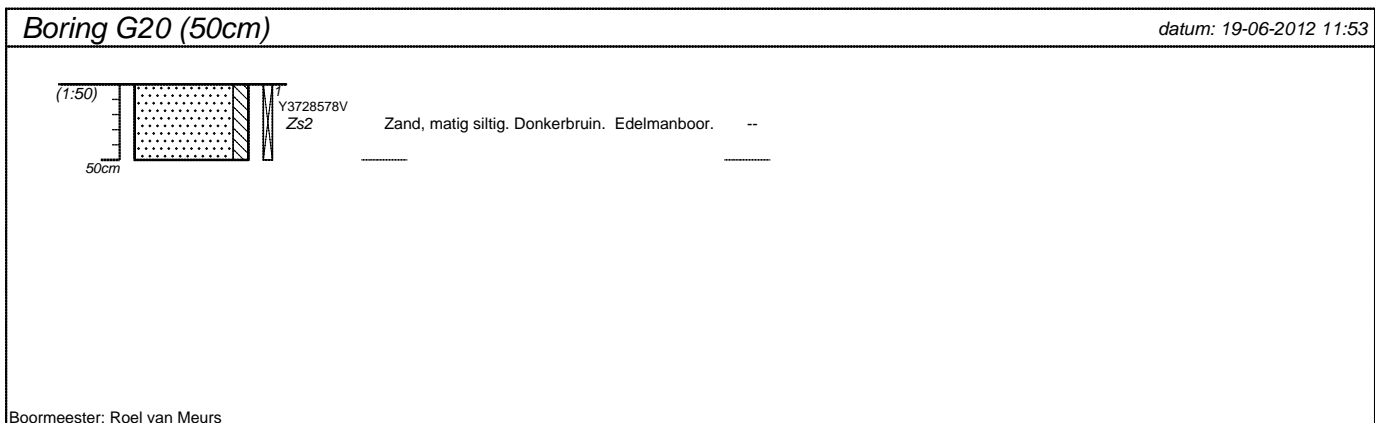 Boring G20 (50cm)
datum: 19-06-2012 11:53
(1:50)
1
Y3728578V
Zs2
Zand, matig siltig. Donkerbruin. Edelmanboor. --
50cm
Boormeester: Roel van Meurs